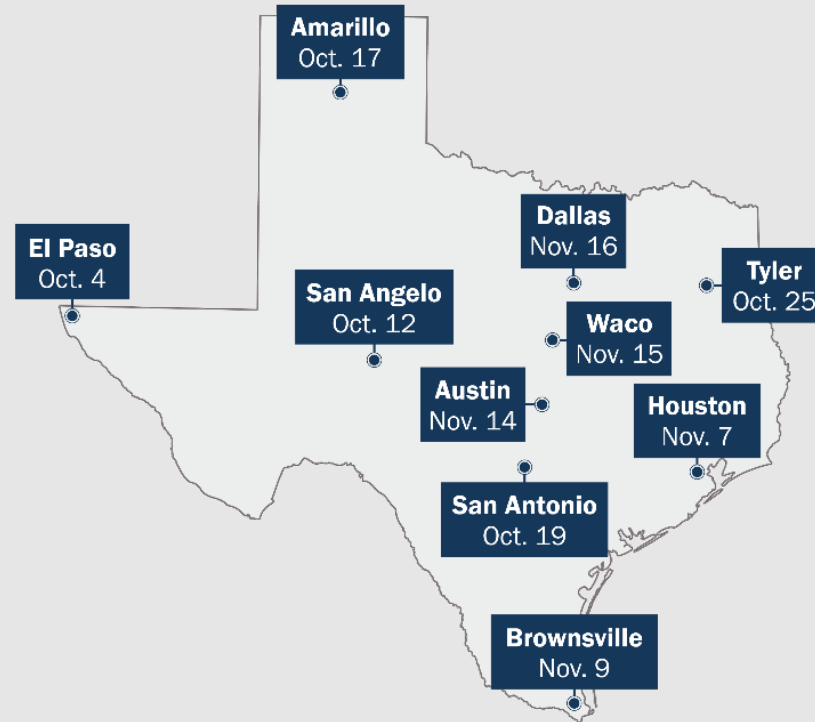 Amarillo
Oct. 17
Dallas
Nov. 16
El Paso
Oct. 4
Tyler
Oct. 25
San Angelo
Oct. 12
Waco
Nov. 15
Austin
Nov. 14
Houston
Nov. 7
San Antonio
Oct. 19
Brownsville
Nov. 9